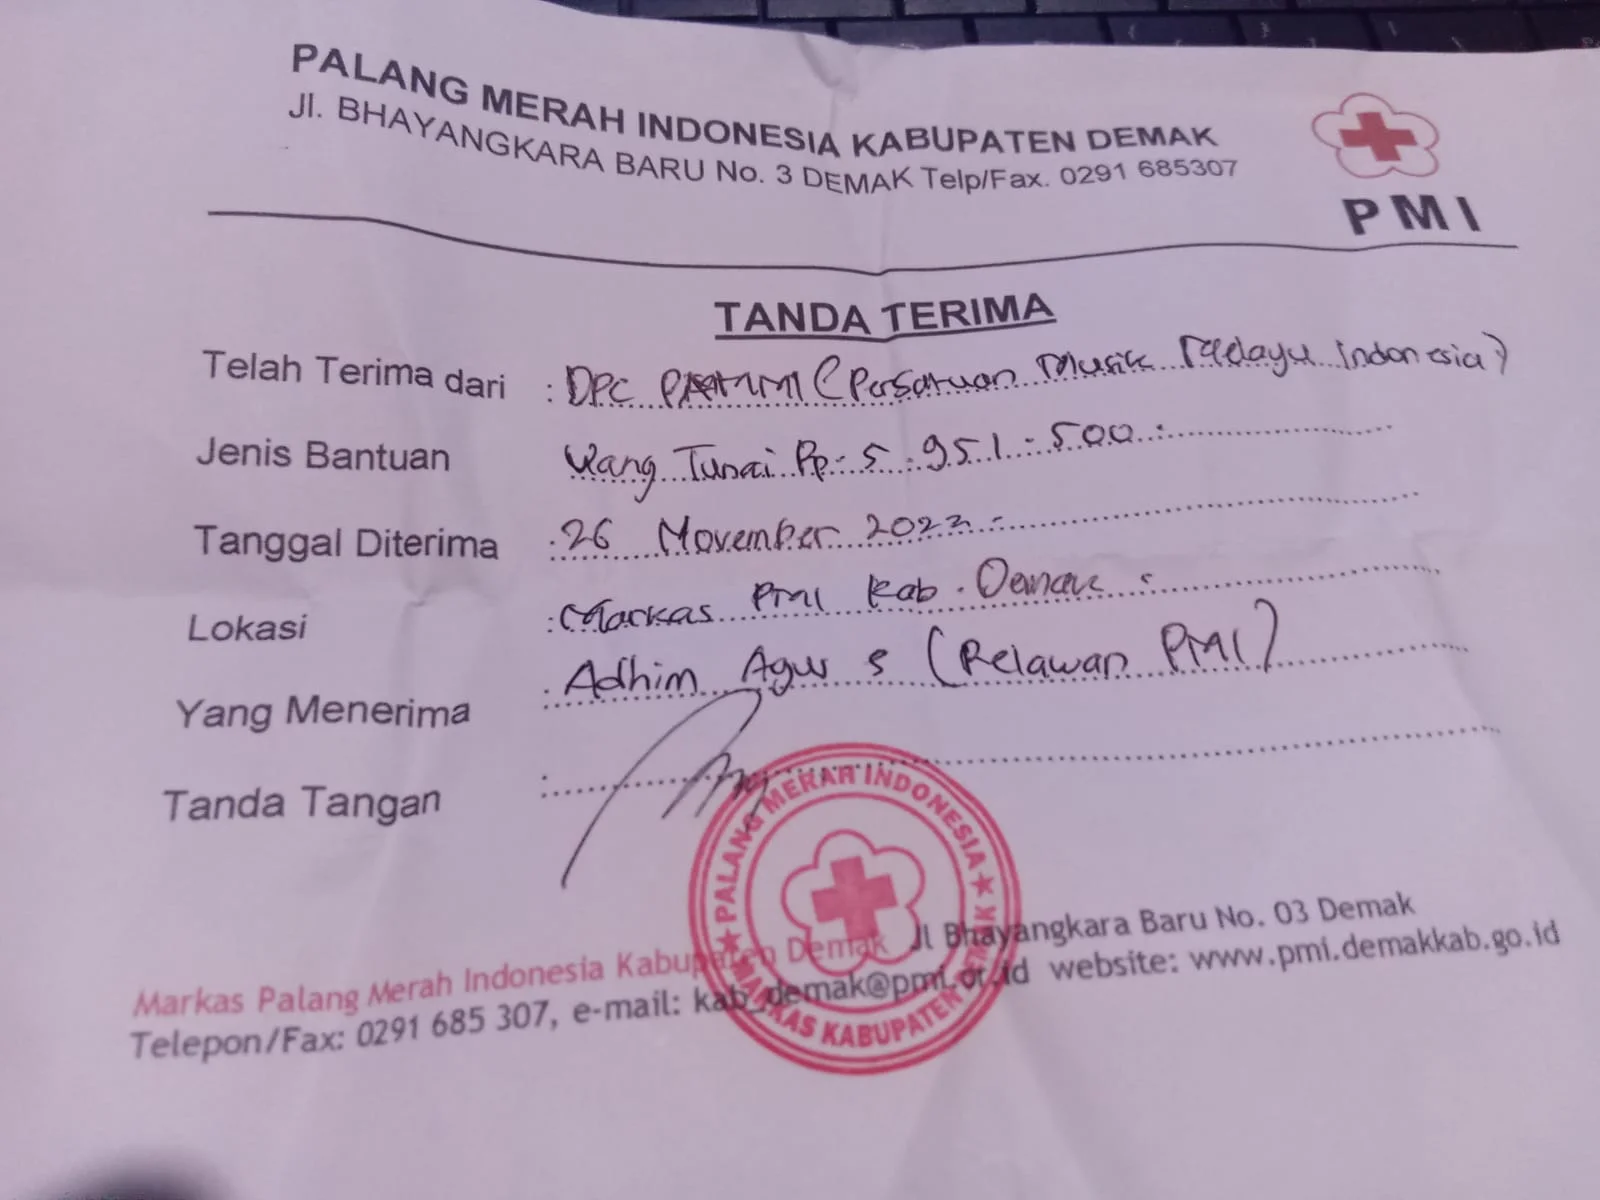 PALANG MERAH INDONESIA KABUPATEN DEMAK
Jl. BHAYANGKARA BARU No. 3 DEMAK Telp/Fax. 0291 685307
PMI
TANDA TERIMA
Telah Terima dari : DPC PAMMI (Persatuan Musik Melayu Indonesia)
Jenis Bantuan Uang Tunai Rp. 5.951.500
Tanggal Diterima : 26 November 2022
Lokasi : Markas PMI Kab. Demak
Yang Menerima : Adhim Agus S (Relawan PMI)
Tanda Tangan :
PALANG MERAH INDONESIA
MARKAS KABUPATEN DEMAK
Markas Palang Merah Indonesia Kabupaten Demak Jl Bhayangkara Baru No. 03 Demak
Telepon/Fax: 0291 685 307, e-mail: kab_demak@pmi.or.id website: www.pmi.demakkab.go.id